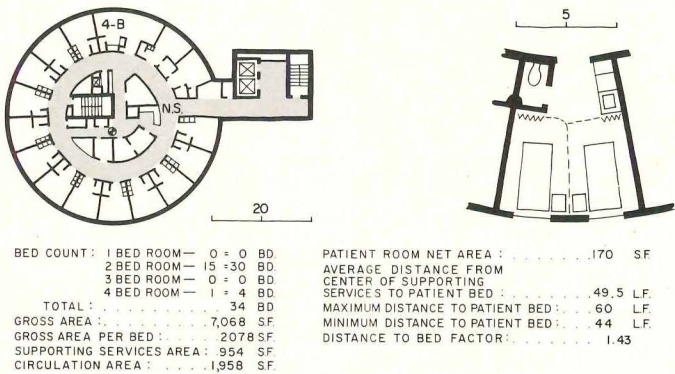 4-B
N.S.
20
5
BED COUNT : 1 BED ROOM — 0 = 0 BD.
2 BED ROOM — 15 = 30 BD.
3 BED ROOM — 0 = 0 BD.
4 BED ROOM — 1 = 4 BD.
TOTAL : 34 BD
GROSS AREA : . . . . . . . . 7,068 S.F.
GROSS AREA PER BED : . . . . 2078 S.F.
SUPPORTING SERVICES AREA : . 954 S.F.
CIRCULATION AREA : . . . . 1,958 S.F.
PATIENT ROOM NET AREA : . . . . . . . 170 S.F.
AVERAGE DISTANCE FROM
CENTER OF SUPPORTING
SERVICES TO PATIENT BED : . . . . . . . 49.5 L.F.
MAXIMUM DISTANCE TO PATIENT BED : . . 60 L.F.
MINIMUM DISTANCE TO PATIENT BED : . . 44 L.F.
DISTANCE TO BED FACTOR : . . . . . . . 1.43